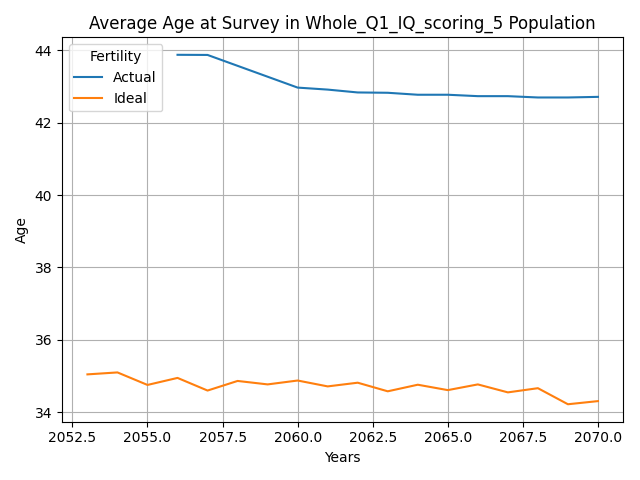 Average Age at Survey in Whole_Q1_IQ_scoring_5 Population
Fertility
Actual
Ideal
44
42
40
38
36
34
Age
2052.5 2055.0 2057.5 2060.0 2062.5 2065.0 2067.5 2070.0
Years